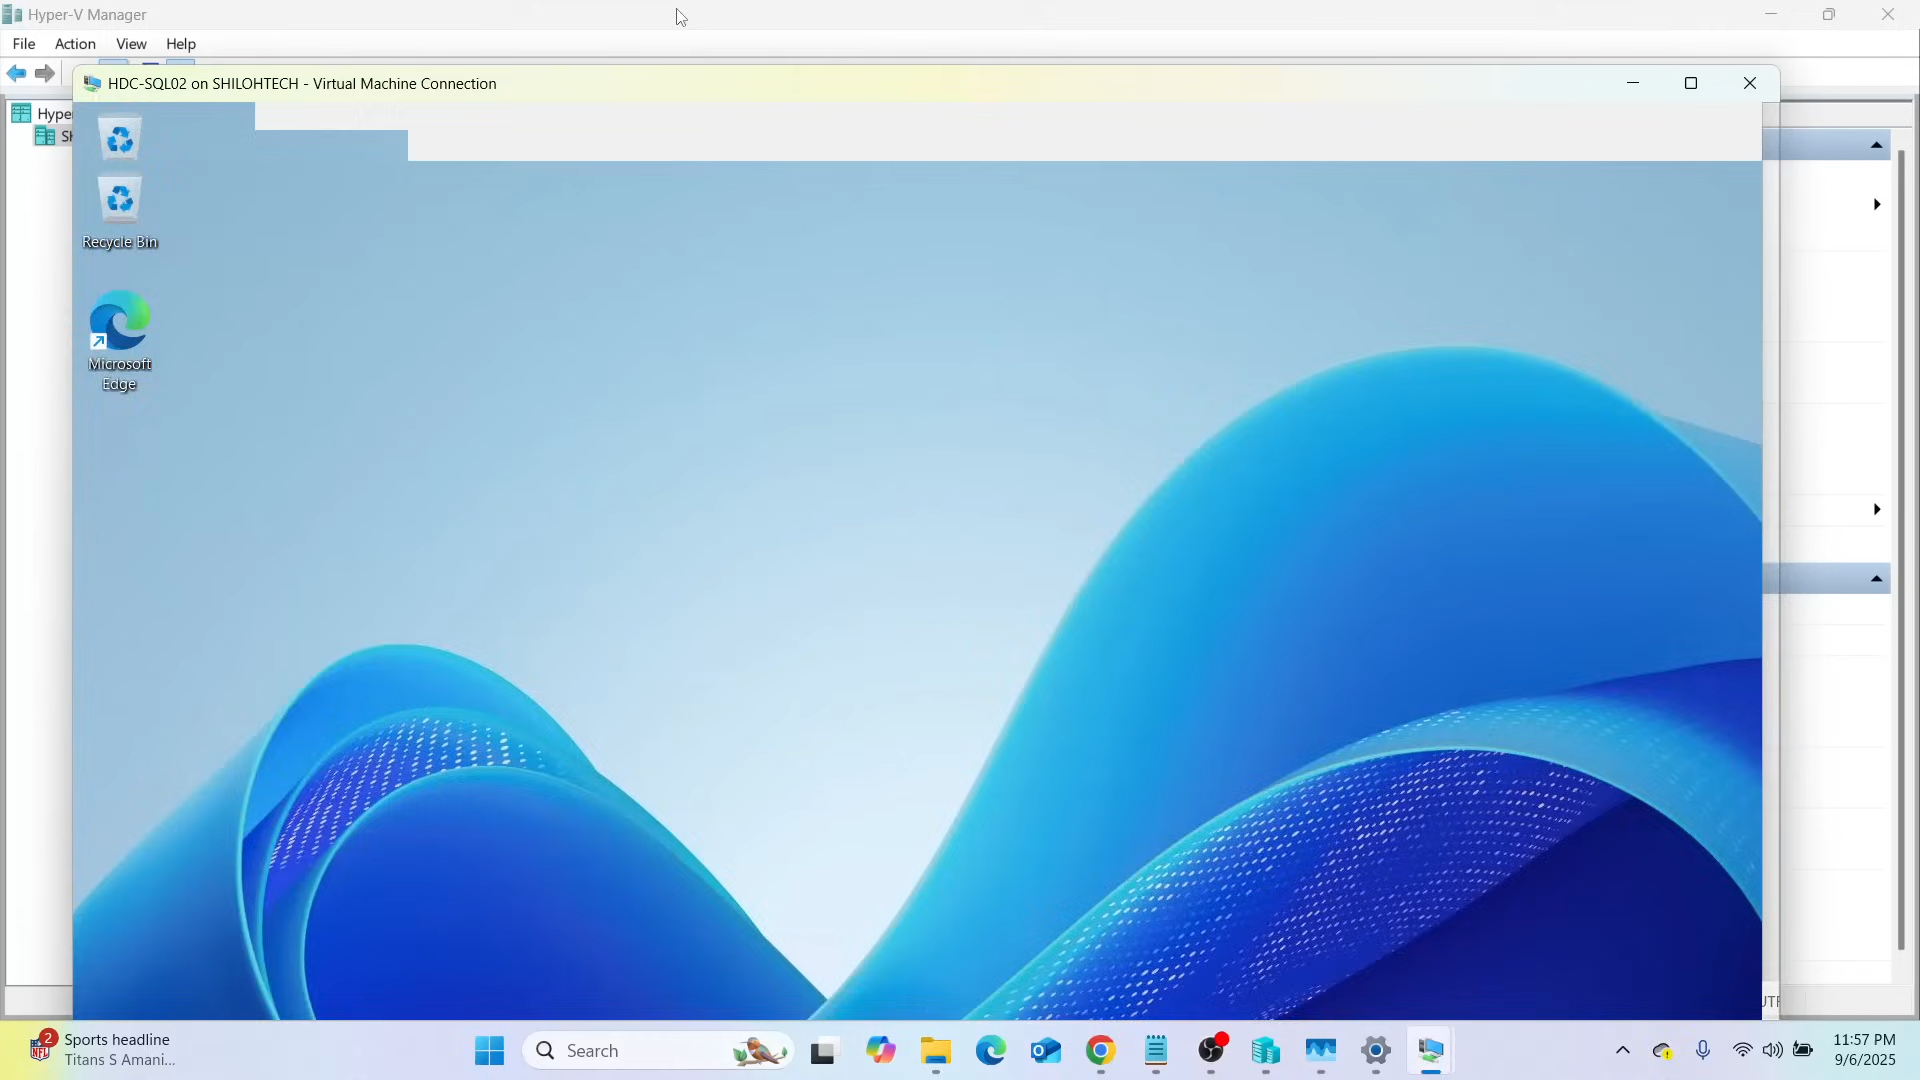 Hyper-V Manager
File Action View Help
HDC-SQL02 on SHILOHTECH - Virtual Machine Connection
Recycle Bin
Microsoft
Edge
2
Sports headline
Titans S Amani...
Search
11:57 PM
9/6/2025